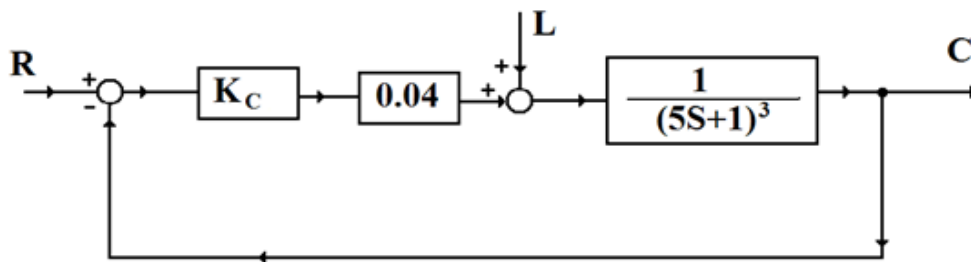 L
C
R
+
-
K_C
0.04
+
+
1
(5S+1)³